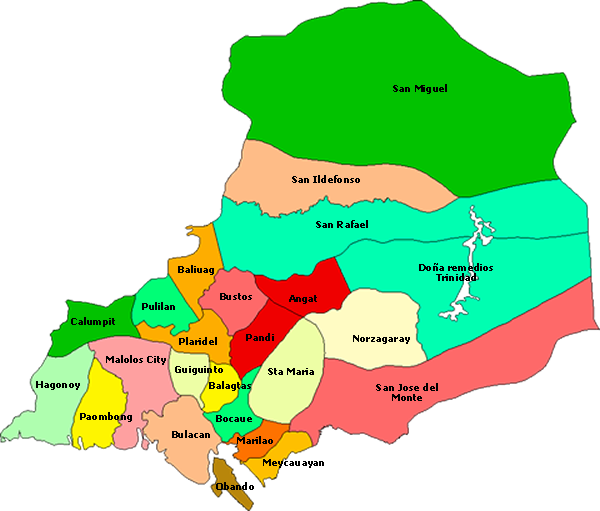 San Miguel
San Ildefonso
San Rafael
Doña remedios
Trinidad
Baliuag
Bustos
Angat
Pulilan
Calumpit
Plaridel
Pandi
Norzagaray
Malolos City
Guiguinto
Sta Maria
Hagonoy
Balagtas
San Jose del
Monte
Paombong
Bocaue
Bulacan
Marilao
Meycauayan
Obando